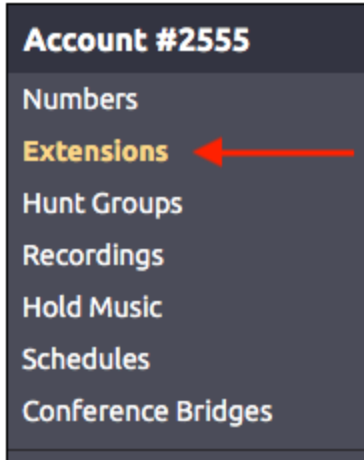 Account #2555
Numbers
Extensions
Hunt Groups
Recordings
Hold Music
Schedules
Conference Bridges